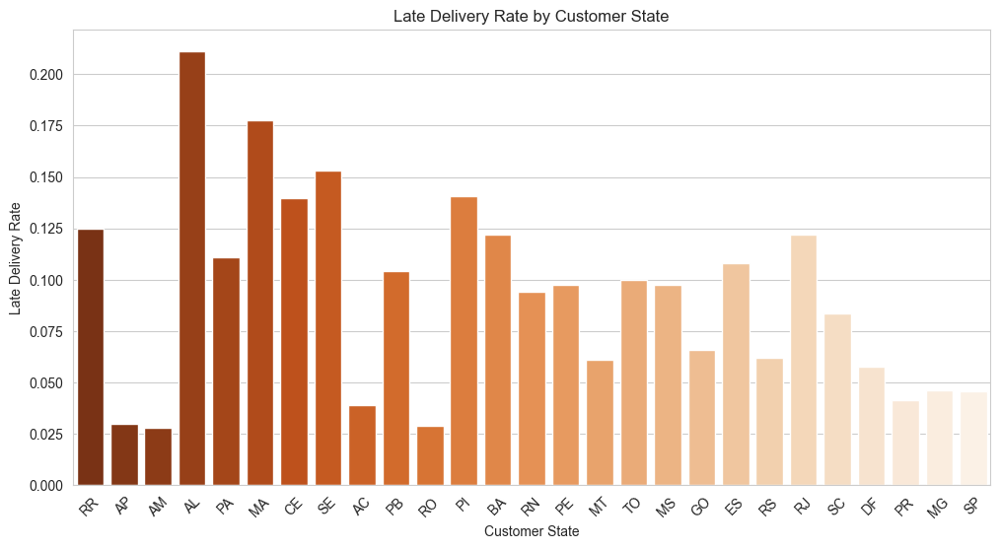 Late Delivery Rate by Customer State
Late Delivery Rate
0.200
0.175
0.150
0.125
0.100
0.075
0.050
0.025
0.000
RR AP AM AL PA MA CE SE AC PB RO PI BA RN PE MT TO MS GO ES RS RJ SC DF PR MG SP
Customer State